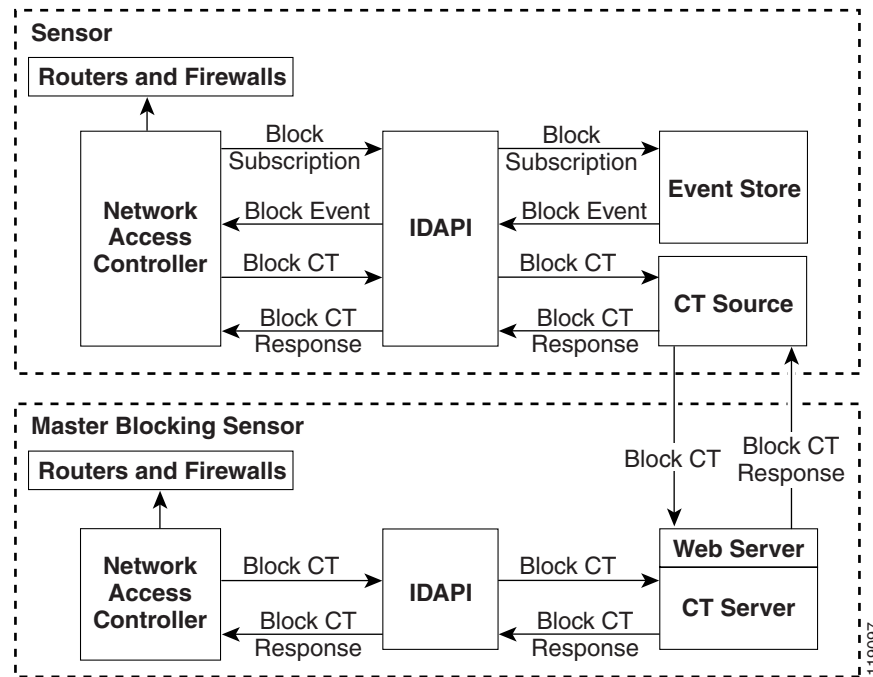 Sensor
Routers and Firewalls
Network
Access
Controller
Block
Subscription
Block Event
Block CT
Block CT
Response
IDAPI
Block
Subscription
Block Event
Block CT
Block CT
Response
Event Store
CT Source
Block CT
Block CT
Response
Master Blocking Sensor
Routers and Firewalls
Network
Access
Controller
Block CT
Block CT
Response
IDAPI
Block CT
Block CT
Response
Web Server
CT Server
119097